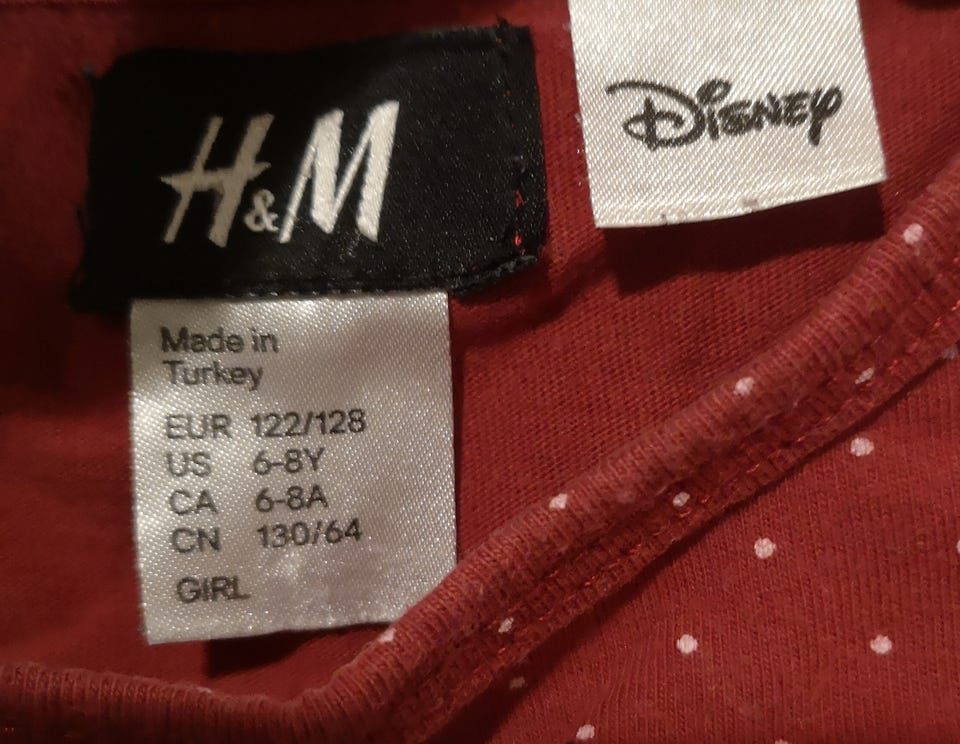 H&M
Disney
Made in
Turkey
EUR 122/128
US 6-8Y
CA 6-8A
CN 130/64
GIRL